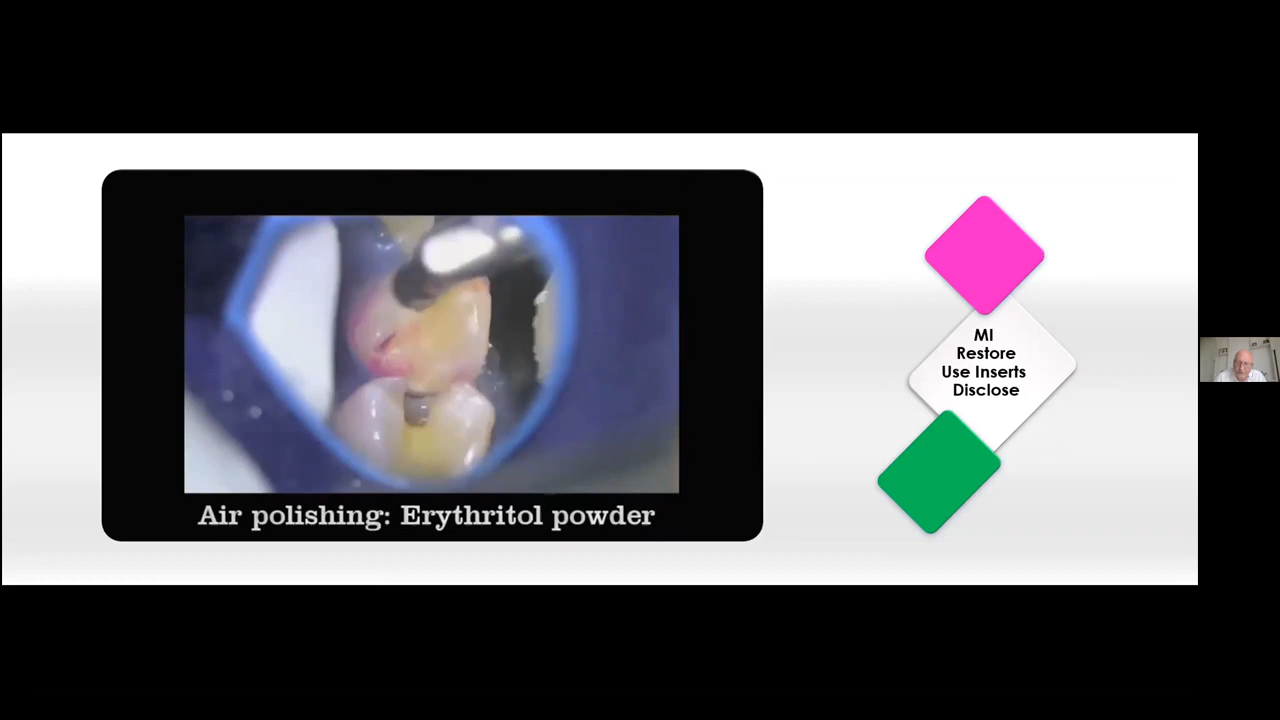 Air polishing: Erythritol powder
MI
Restore
Use Inserts
Disclose